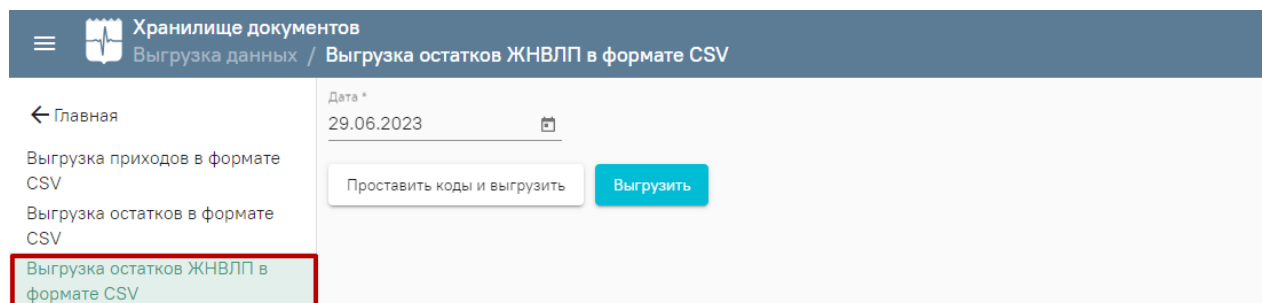 Хранилище документов
Выгрузка данных / Выгрузка остатков ЖНВЛП в формате CSV
Главная
Выгрузка приходов в формате
CSV
Выгрузка остатков в формате
CSV
Выгрузка остатков ЖНВЛП в
формате CSV
Дата *
29.06.2023
Проставить коды и выгрузить
Выгрузить